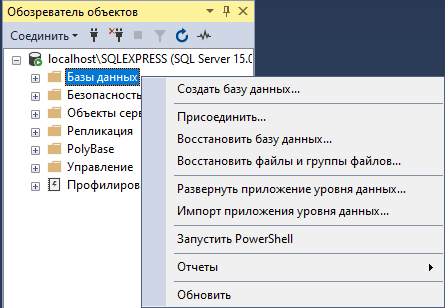 Обозреватель объектов
Соединить
localhost\SQLEXPRESS (SQL Server 15.0
Базы данных
Безопасность
Объекты серв
Репликация
PolyBase
Управление
Профилиров
Создать базу данных...
Присоединить...
Восстановить базу данных...
Восстановить файлы и группы файлов...
Развернуть приложение уровня данных...
Импорт приложения уровня данных...
Запустить PowerShell
Отчеты
Обновить